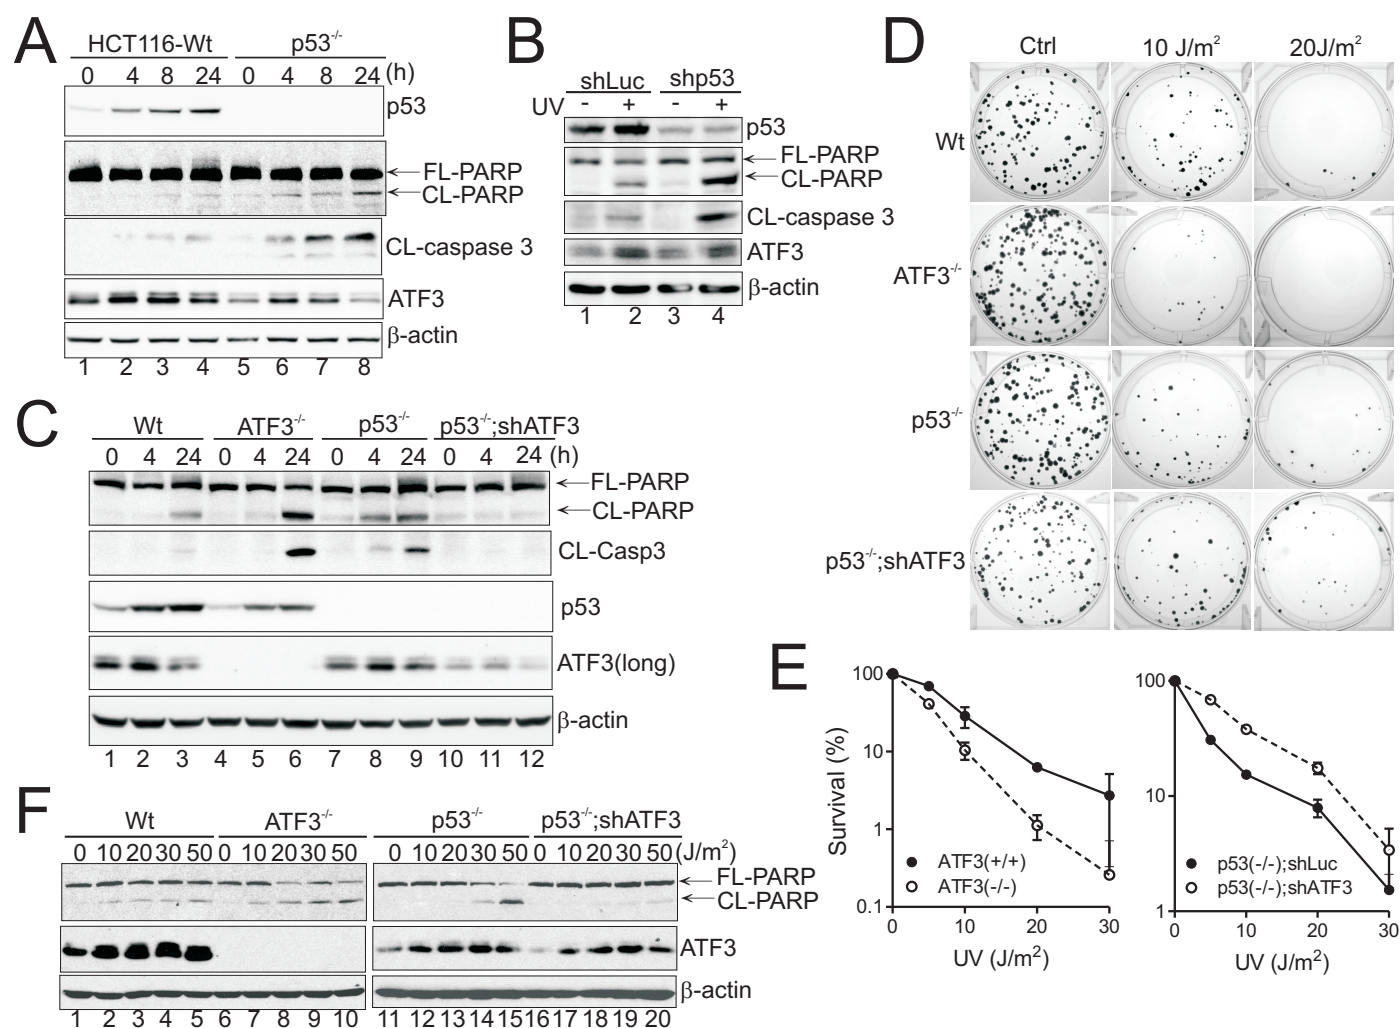 A
HCT116-Wt p53-/-
0 4 8 24 0 4 8 24 (h)
p53
FL-PARP
CL-PARP
CL-caspase 3
ATF3
β-actin
1 2 3 4 5 6 7 8
B
shLuc shp53
UV - + - +
p53
FL-PARP
CL-PARP
CL-caspase 3
ATF3
β-actin
1 2 3 4
C
Wt ATF3-/- p53-/- p53-/-;shATF3
0 4 24 0 4 24 0 4 24 0 4 24 (h)
FL-PARP
CL-PARP
CL-Casp3
p53
ATF3(long)
β-actin
1 2 3 4 5 6 7 8 9 10 11 12
D
Ctrl 10 J/m² 20J/m²
Wt
ATF3-/-
p53-/-
p53-/-;shATF3
E
Survival (%)
100
10
1
0.1
ATF3(+/+)
ATF3(-/-)
0 10 20 30
UV (J/m²)
100
10
1
p53(-/-);shLuc
p53(-/-);shATF3
0 10 20 30
UV (J/m²)
F
Wt ATF3-/- p53-/- p53-/-;shATF3
0 10 20 30 50 0 10 20 30 50 0 10 20 30 50 0 10 20 30 50 (J/m²)
FL-PARP
CL-PARP
ATF3
β-actin
1 2 3 4 5 6 7 8 9 10 11 12 13 14 15 16 17 18 19 20